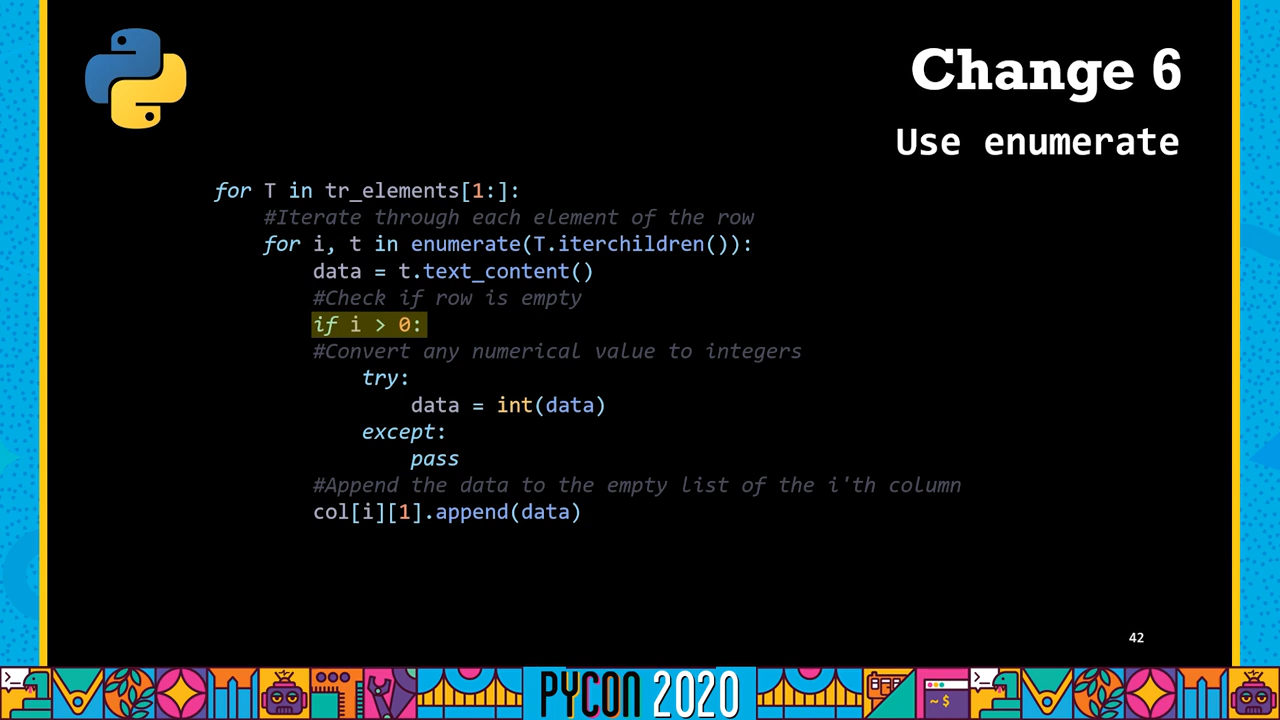 Change 6
Use enumerate
for T in tr_elements[1:]:
    #Iterate through each element of the row
    for i, t in enumerate(T.iterchildren()):
        data = t.text_content()
        #Check if row is empty
        if i > 0:
        #Convert any numerical value to integers
            try:
                data = int(data)
            except:
                pass
        #Append the data to the empty list of the i'th column
        col[i][1].append(data)
42
>_
~$
PYCON 2020